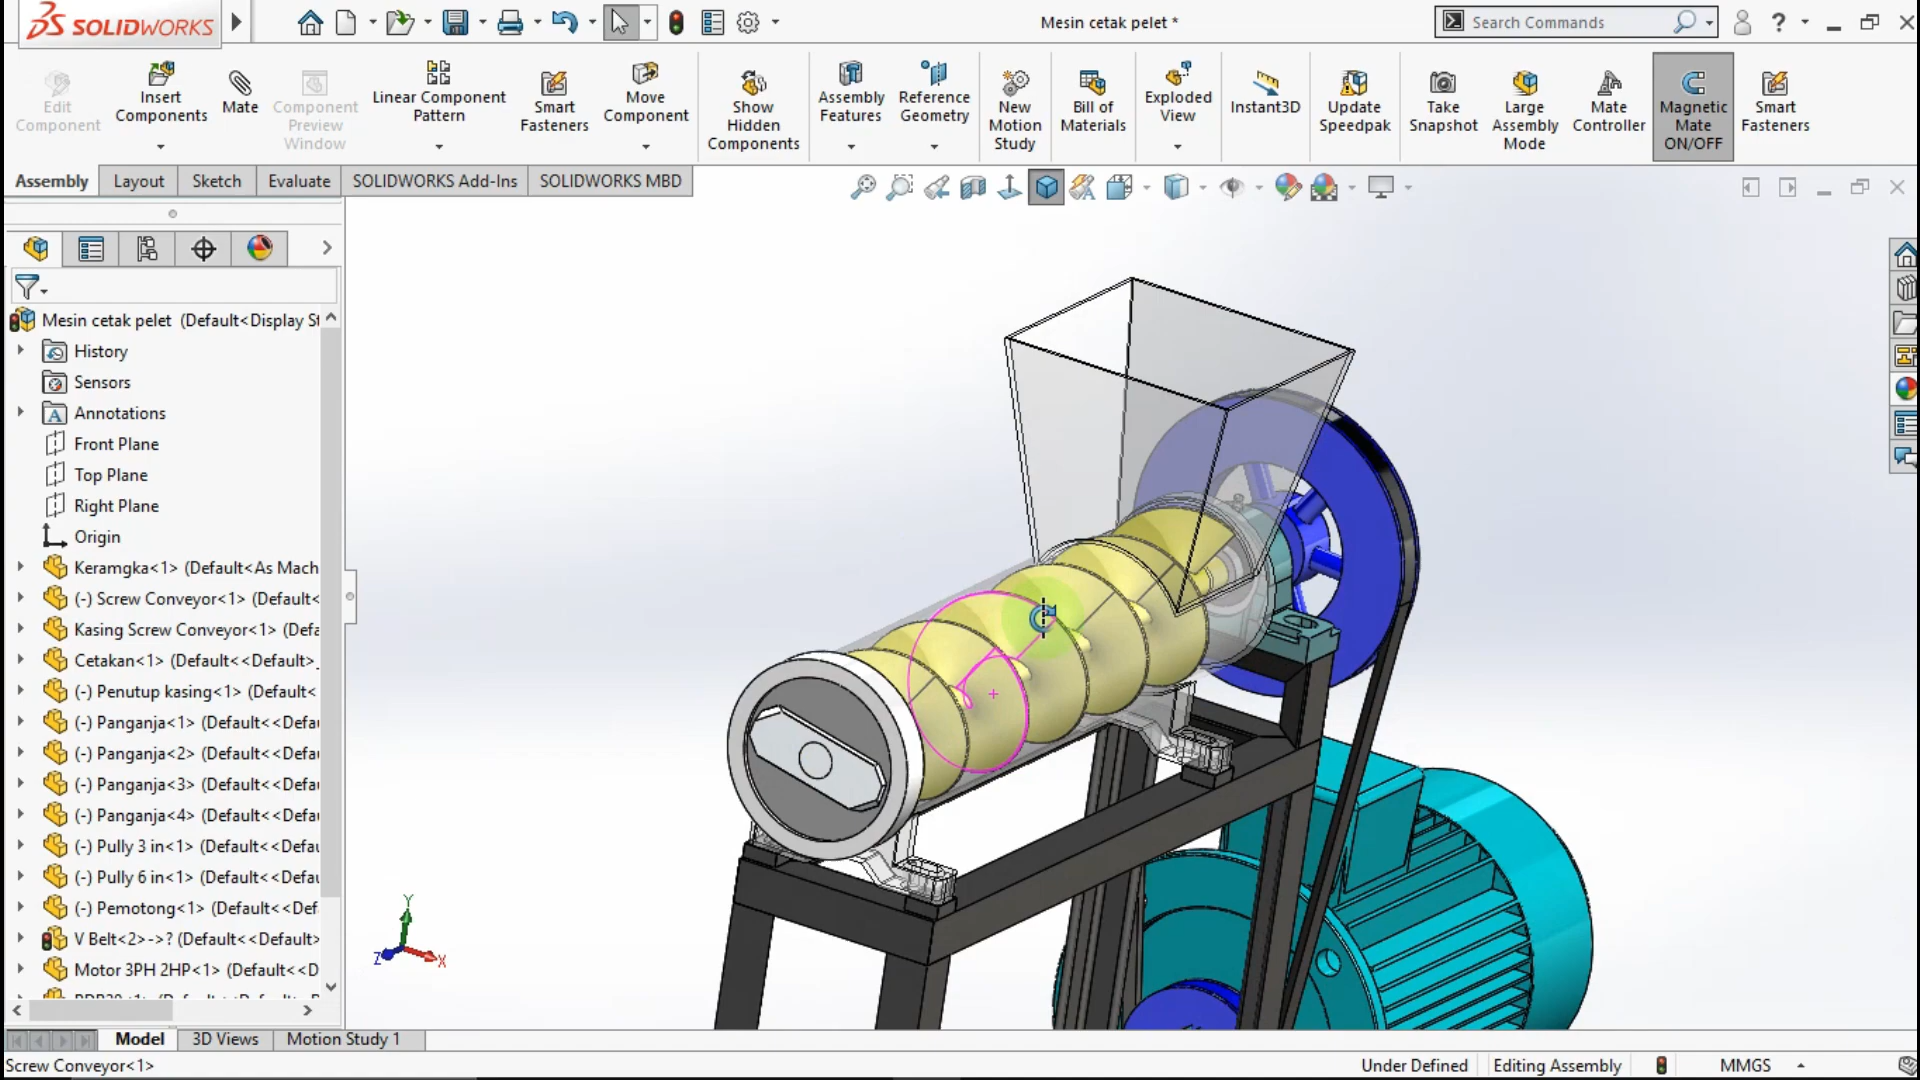 SOLIDWORKS
Mesin cetak pelet *
Search Commands
?
Edit Component
Insert Components
Mate
Component Preview Window
Linear Component Pattern
Smart Fasteners
Move Component
Show Hidden Components
Assembly Features
Reference Geometry
New Motion Study
Bill of Materials
Exploded View
Instant3D
Update Speedpak
Take Snapshot
Large Assembly Mode
Mate Controller
Magnetic Mate ON/OFF
Smart Fasteners
Assembly
Layout
Sketch
Evaluate
SOLIDWORKS Add-Ins
SOLIDWORKS MBD
Mesin cetak pelet (Default<Display St
History
Sensors
Annotations
Front Plane
Top Plane
Right Plane
Origin
Keramgka<1> (Default<As Mach
(-) Screw Conveyor<1> (Default<
Kasing Screw Conveyor<1> (Defa
Cetakan<1> (Default<<Default>_
(-) Penutup kasing<1> (Default<
(-) Panganja<1> (Default<<Defau
(-) Panganja<2> (Default<<Defau
(-) Panganja<3> (Default<<Defau
(-) Panganja<4> (Default<<Defau
(-) Pully 3 in<1> (Default<<Defau
(-) Pully 6 in<1> (Default<<Defau
(-) Pemotong<1> (Default<<Def
V Belt<2>->? (Default<<Default>
Motor 3PH 2HP<1> (Default<<D
Y
Z
X
Model
3D Views
Motion Study 1
Screw Conveyor<1>
Under Defined
Editing Assembly
MMGS